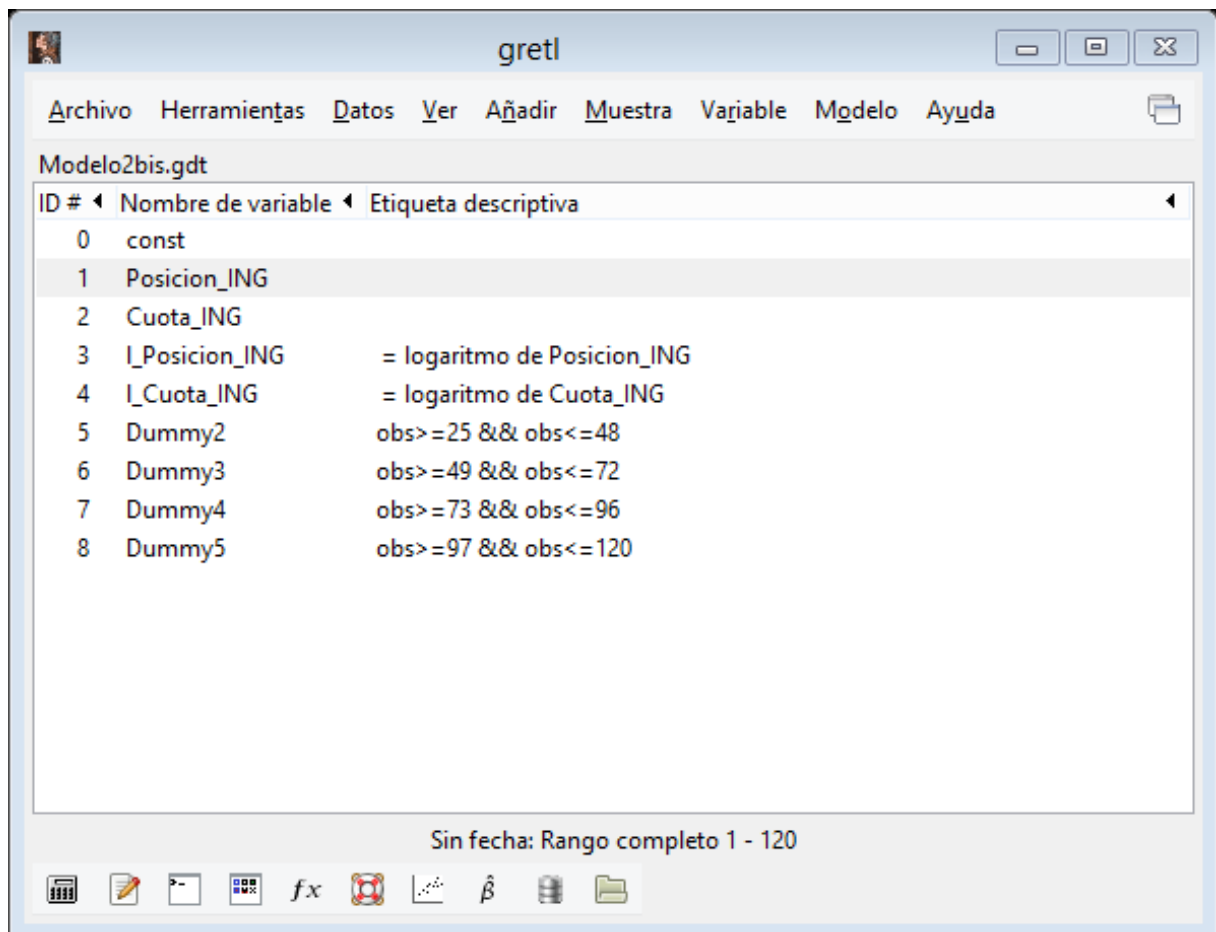 gretl
Archivo Herramientas Datos Ver Añadir Muestra Variable Modelo Ayuda
Modelo2bis.gdt
ID # Nombre de variable Etiqueta descriptiva
0 const
1 Posicion_ING
2 Cuota_ING
3 l_Posicion_ING = logaritmo de Posicion_ING
4 l_Cuota_ING = logaritmo de Cuota_ING
5 Dummy2 obs>=25 && obs<=48
6 Dummy3 obs>=49 && obs<=72
7 Dummy4 obs>=73 && obs<=96
8 Dummy5 obs>=97 && obs<=120
Sin fecha: Rango completo 1 - 120
fx β̂